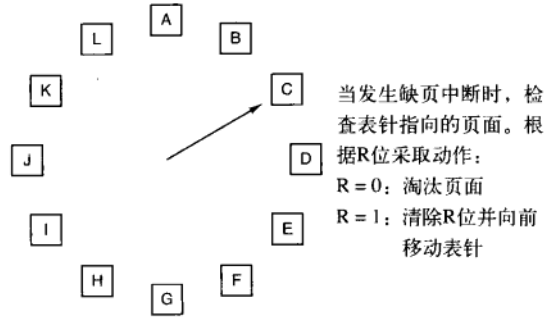 A
L
B
K
C
J
D
I
E
H
F
G
当发生缺页中断时，检
查表针指向的页面。根
据R位采取动作：
R = 0：淘汰页面
R = 1：清除R位并向前
移动表针